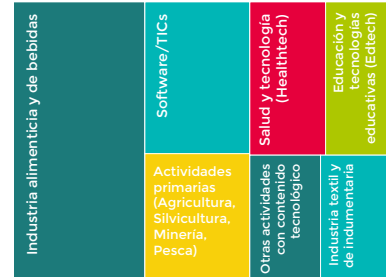 Industria alimenticia y de bebidas
Software/TICs
Salud y tecnología
(Healthtech)
Educación y
tecnologías
educativas (Edtech)
Actividades
primarias
(Agricultura,
Silvicultura,
Minería,
Pesca)
Otras actividades
con contenido
tecnológico
Industria textil y
de indumentaria